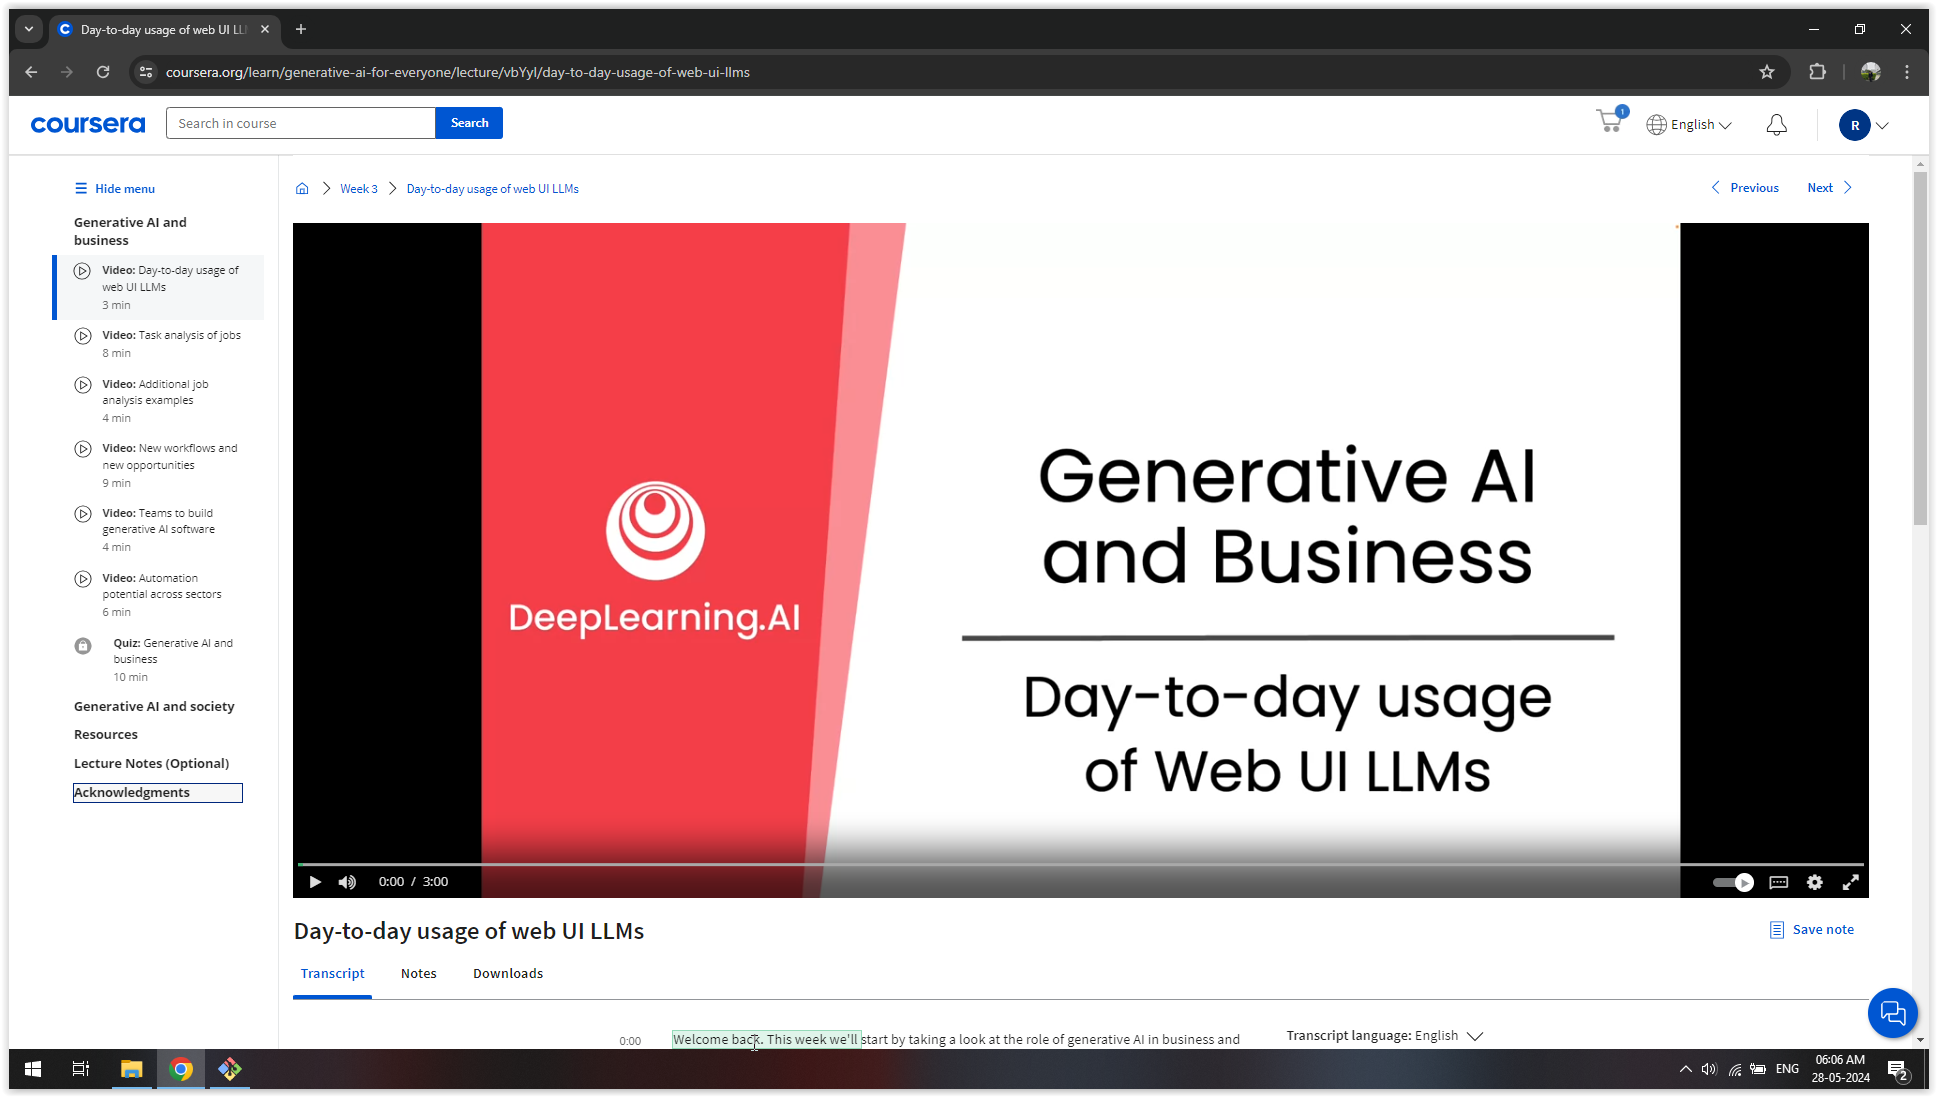 Day-to-day usage of web UI LL
coursera.org/learn/generative-ai-for-everyone/lecture/vbYyI/day-to-day-usage-of-web-ui-llms
coursera
Search in course
Search
1
English
R
Hide menu
Week 3
Day-to-day usage of web UI LLMs
Previous
Next
Generative AI and
business
Video: Day-to-day usage of
web UI LLMs
3 min
Video: Task analysis of jobs
8 min
Video: Additional job
analysis examples
4 min
Video: New workflows and
new opportunities
9 min
Video: Teams to build
generative AI software
4 min
Video: Automation
potential across sectors
6 min
Quiz: Generative AI and
business
10 min
Generative AI and society
Resources
Lecture Notes (Optional)
Acknowledgments
DeepLearning.AI
Generative AI
and Business
Day-to-day usage
of Web UI LLMs
0:00 / 3:00
Day-to-day usage of web UI LLMs
Save note
Transcript
Notes
Downloads
0:00
Welcome back. This week we'll start by taking a look at the role of generative AI in business and
Transcript language: English
ENG
06:06 AM
28-05-2024
2